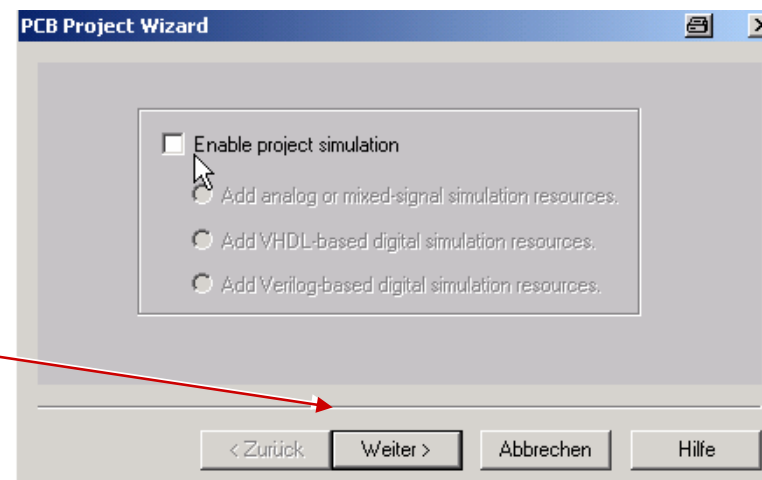 PCB Project Wizard
Enable project simulation
Add analog or mixed-signal simulation resources.
Add VHDL-based digital simulation resources.
Add Verilog-based digital simulation resources.
< Zurück Weiter > Abbrechen Hilfe